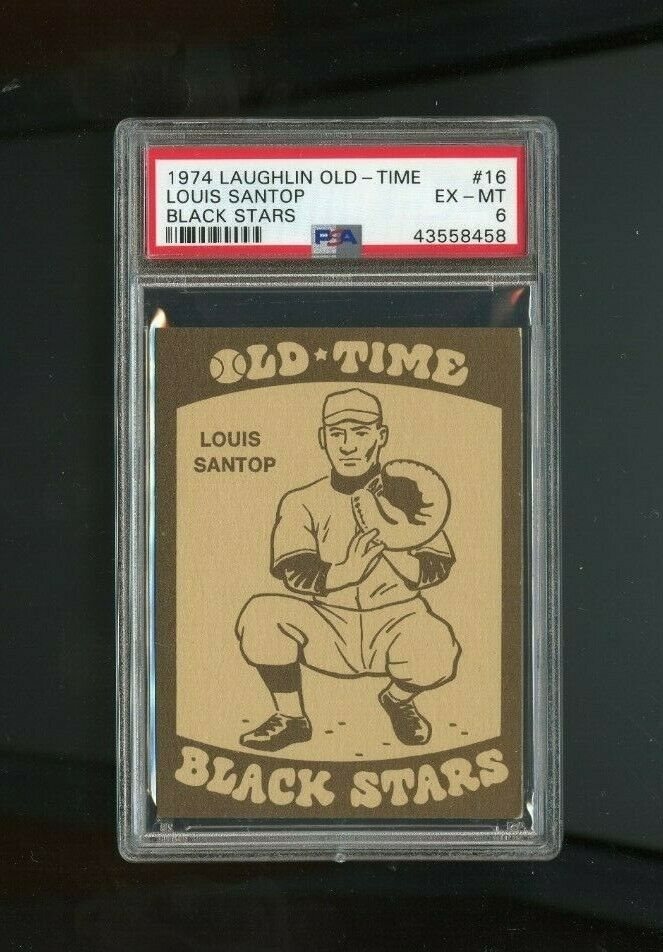 1974 LAUGHLIN OLD-TIME #16
LOUIS SANTOP EX-MT
BLACK STARS 6
PSA 43558458
OLD★TIME
LOUIS
SANTOP
BLACK STARS